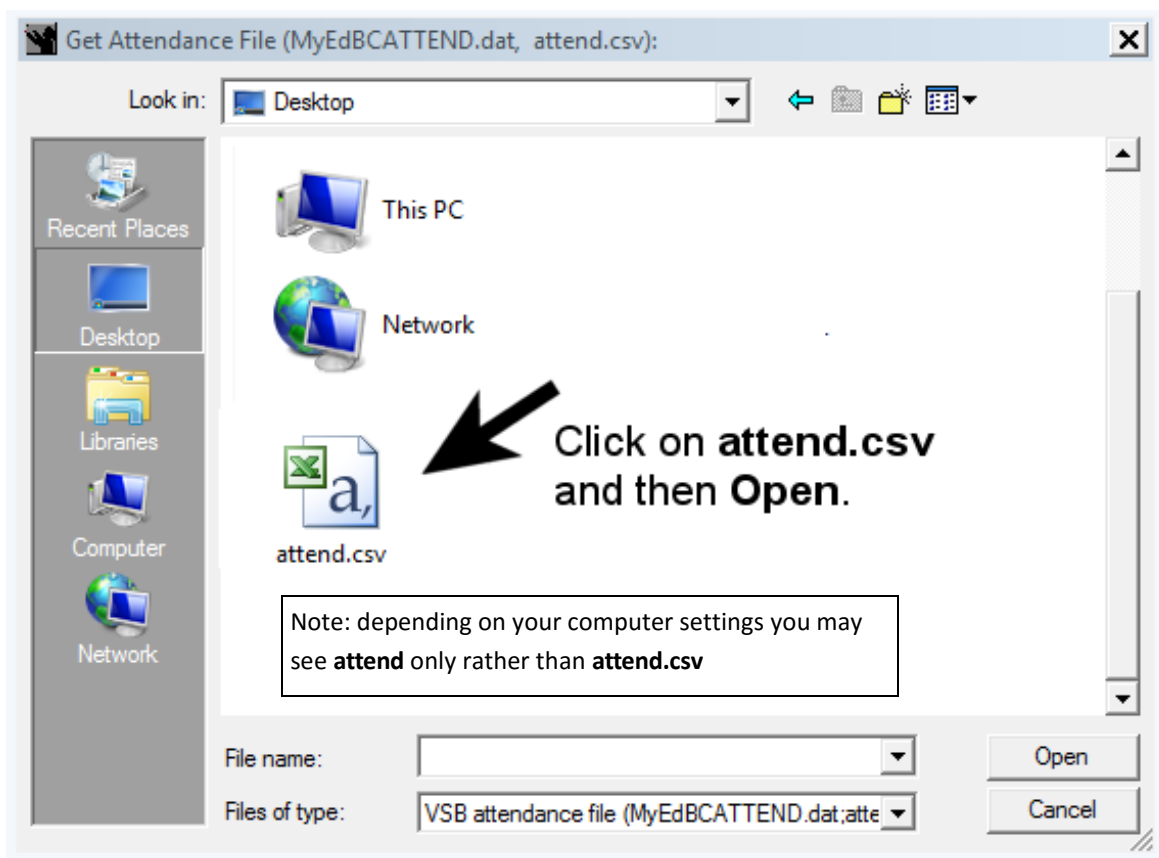 Get Attendance File (MyEdBCATTEND.dat, attend.csv):
Look in:
Desktop
Recent Places
Desktop
Libraries
Computer
Network
This PC
Network
a,
attend.csv
Click on attend.csv
and then Open.
Note: depending on your computer settings you may
see attend only rather than attend.csv
File name:
Open
Files of type:
VSB attendance file (MyEdBCATTEND.dat;atte
Cancel